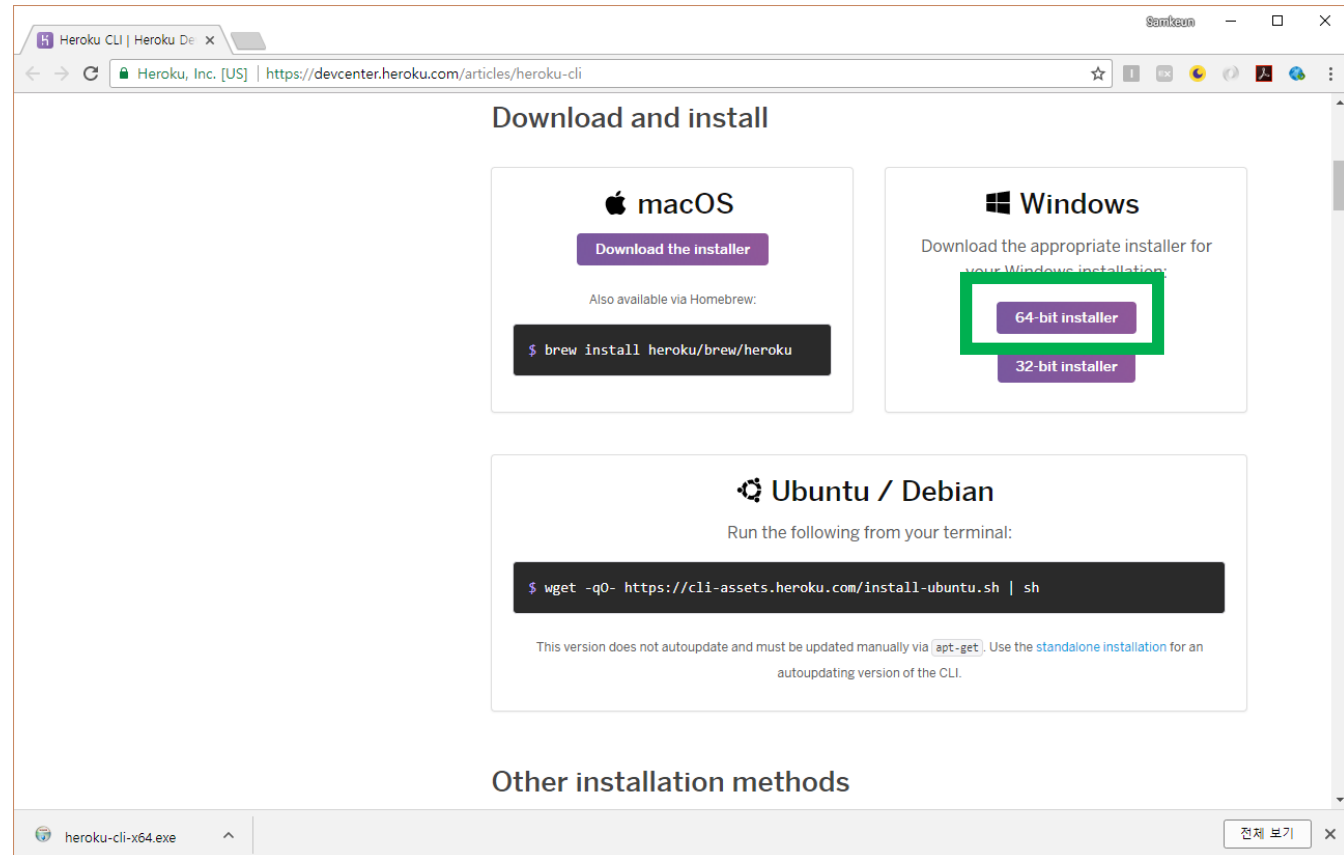 Samkeun
Heroku CLI | Heroku De
Heroku, Inc. [US] | https://devcenter.heroku.com/articles/heroku-cli
Download and install
macOS
Download the installer
Also available via Homebrew:
$ brew install heroku/brew/heroku
Windows
Download the appropriate installer for
your Windows installation:
64-bit installer
32-bit installer
Ubuntu / Debian
Run the following from your terminal:
$ wget -qO- https://cli-assets.heroku.com/install-ubuntu.sh | sh
This version does not autoupdate and must be updated manually via apt-get. Use the standalone installation for an
autoupdating version of the CLI.
Other installation methods
heroku-cli-x64.exe
전체 보기